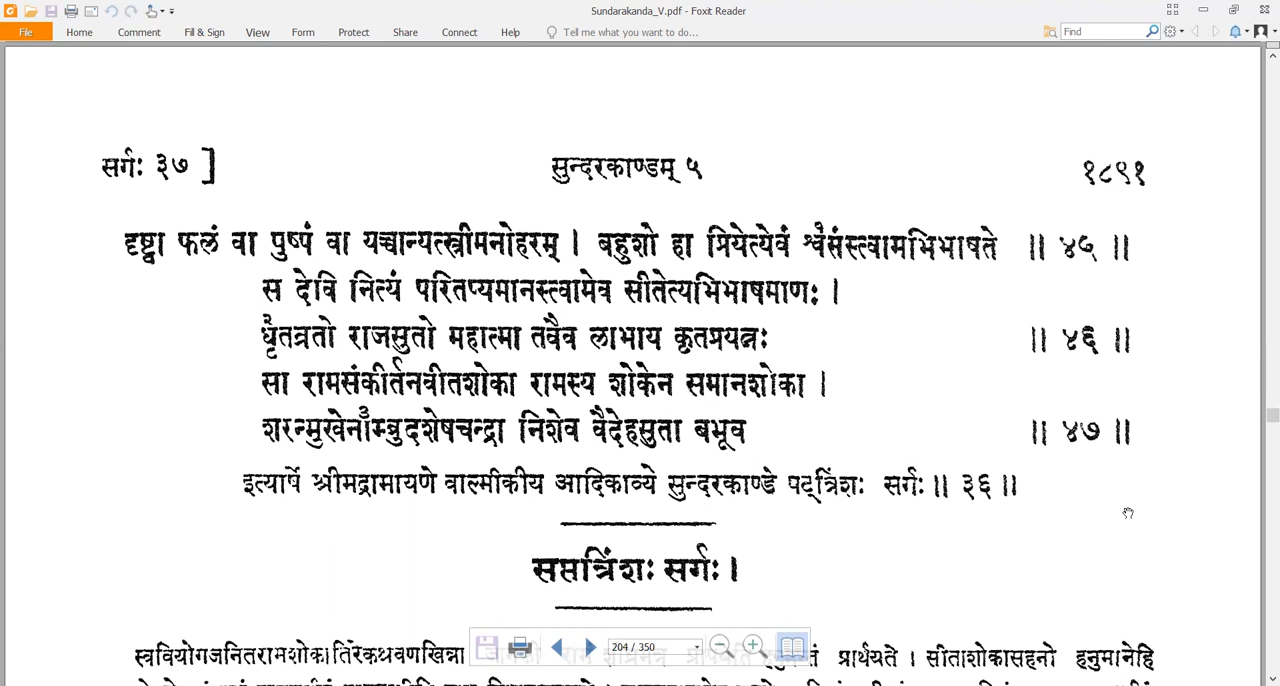 Sundarakanda_V.pdf - Foxit Reader
File Home Comment Fill & Sign View Form Protect Share Connect Help Tell me what you want to do... Find
सर्गः ३७ ] सुन्दरकाण्डम् ५ १८९१
दृष्ट्वा फलं वा पुष्पं वा यच्चान्यत्स्त्रीमनोहरम् । बहुशो हा प्रियेत्येवं श्वसंस्त्वामभिभाषते ॥ ४५ ॥
स देवि नित्यं परितप्यमानस्त्वामेव सीतेत्यभिभाषमाणः ।
धृतव्रतो राजसुतो महात्मा तवैव लाभाय कृतप्रयत्नः ॥ ४६ ॥
सा रामसंकीर्तनवीतशोका रामस्य शोकेन समानशोका ।
शरन्मुखेनाम्बुदशेषचन्द्रा निशेव वैदेहसुता बभूव ॥ ४७ ॥
इत्यार्षे श्रीमद्रामायणे वाल्मीकीय आदिकाव्ये सुन्दरकाण्डे षट्त्रिंशः सर्गः ॥ ३६ ॥
सप्तत्रिंशः सर्गः ।
स्ववियोगजनितरामशोकातिरेकश्रवणखिन्ना प्रार्थयते । सीताशोकासहनो हनुमानेहि
204 / 350